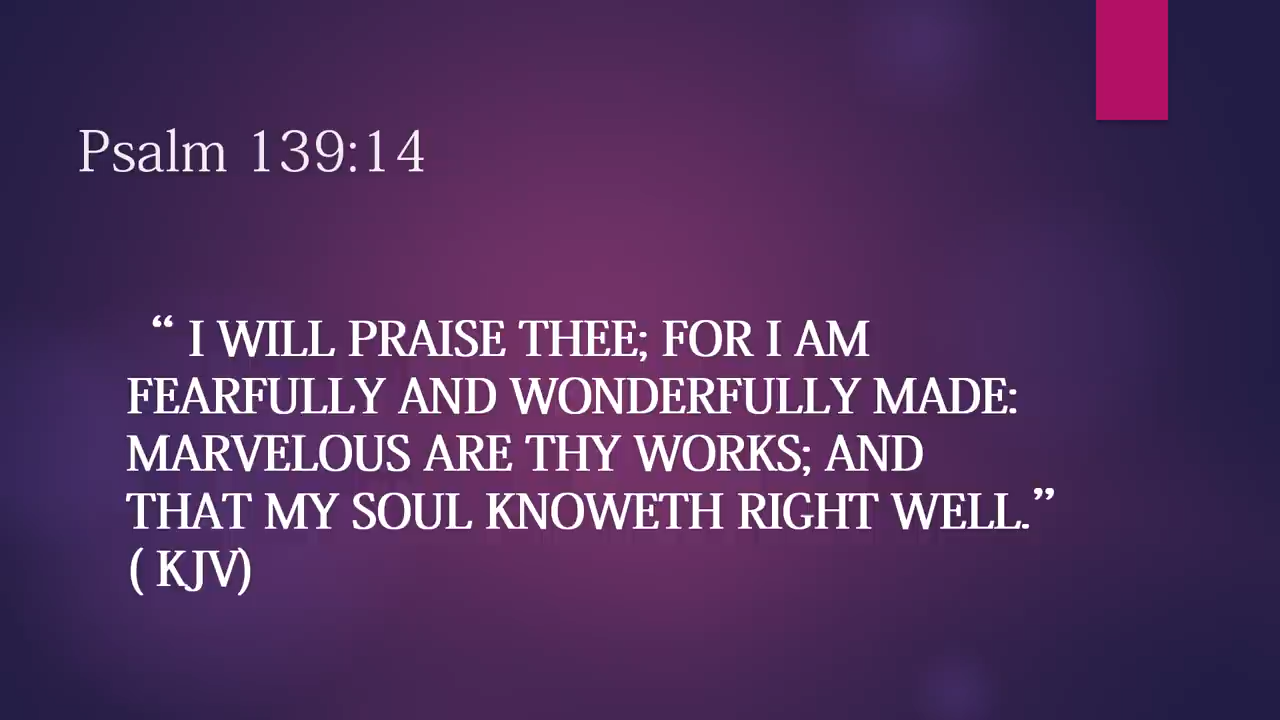 Psalm 139:14
“ I WILL PRAISE THEE; FOR I AM
FEARFULLY AND WONDERFULLY MADE:
MARVELOUS ARE THY WORKS; AND
THAT MY SOUL KNOWETH RIGHT WELL.”
( KJV)